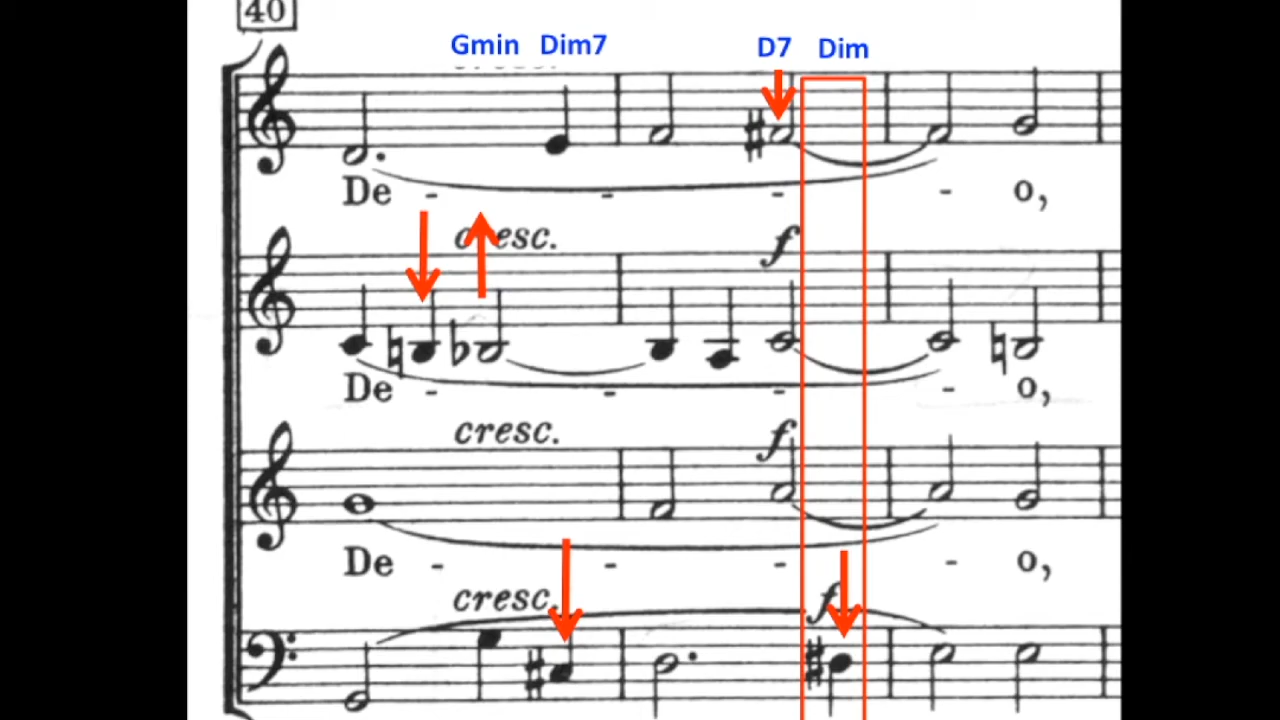 40
Gmin Dim7 D7 Dim
De - - - - o,
cresc. f
De - - - - o,
cresc. f
De - - - - o,
cresc. f